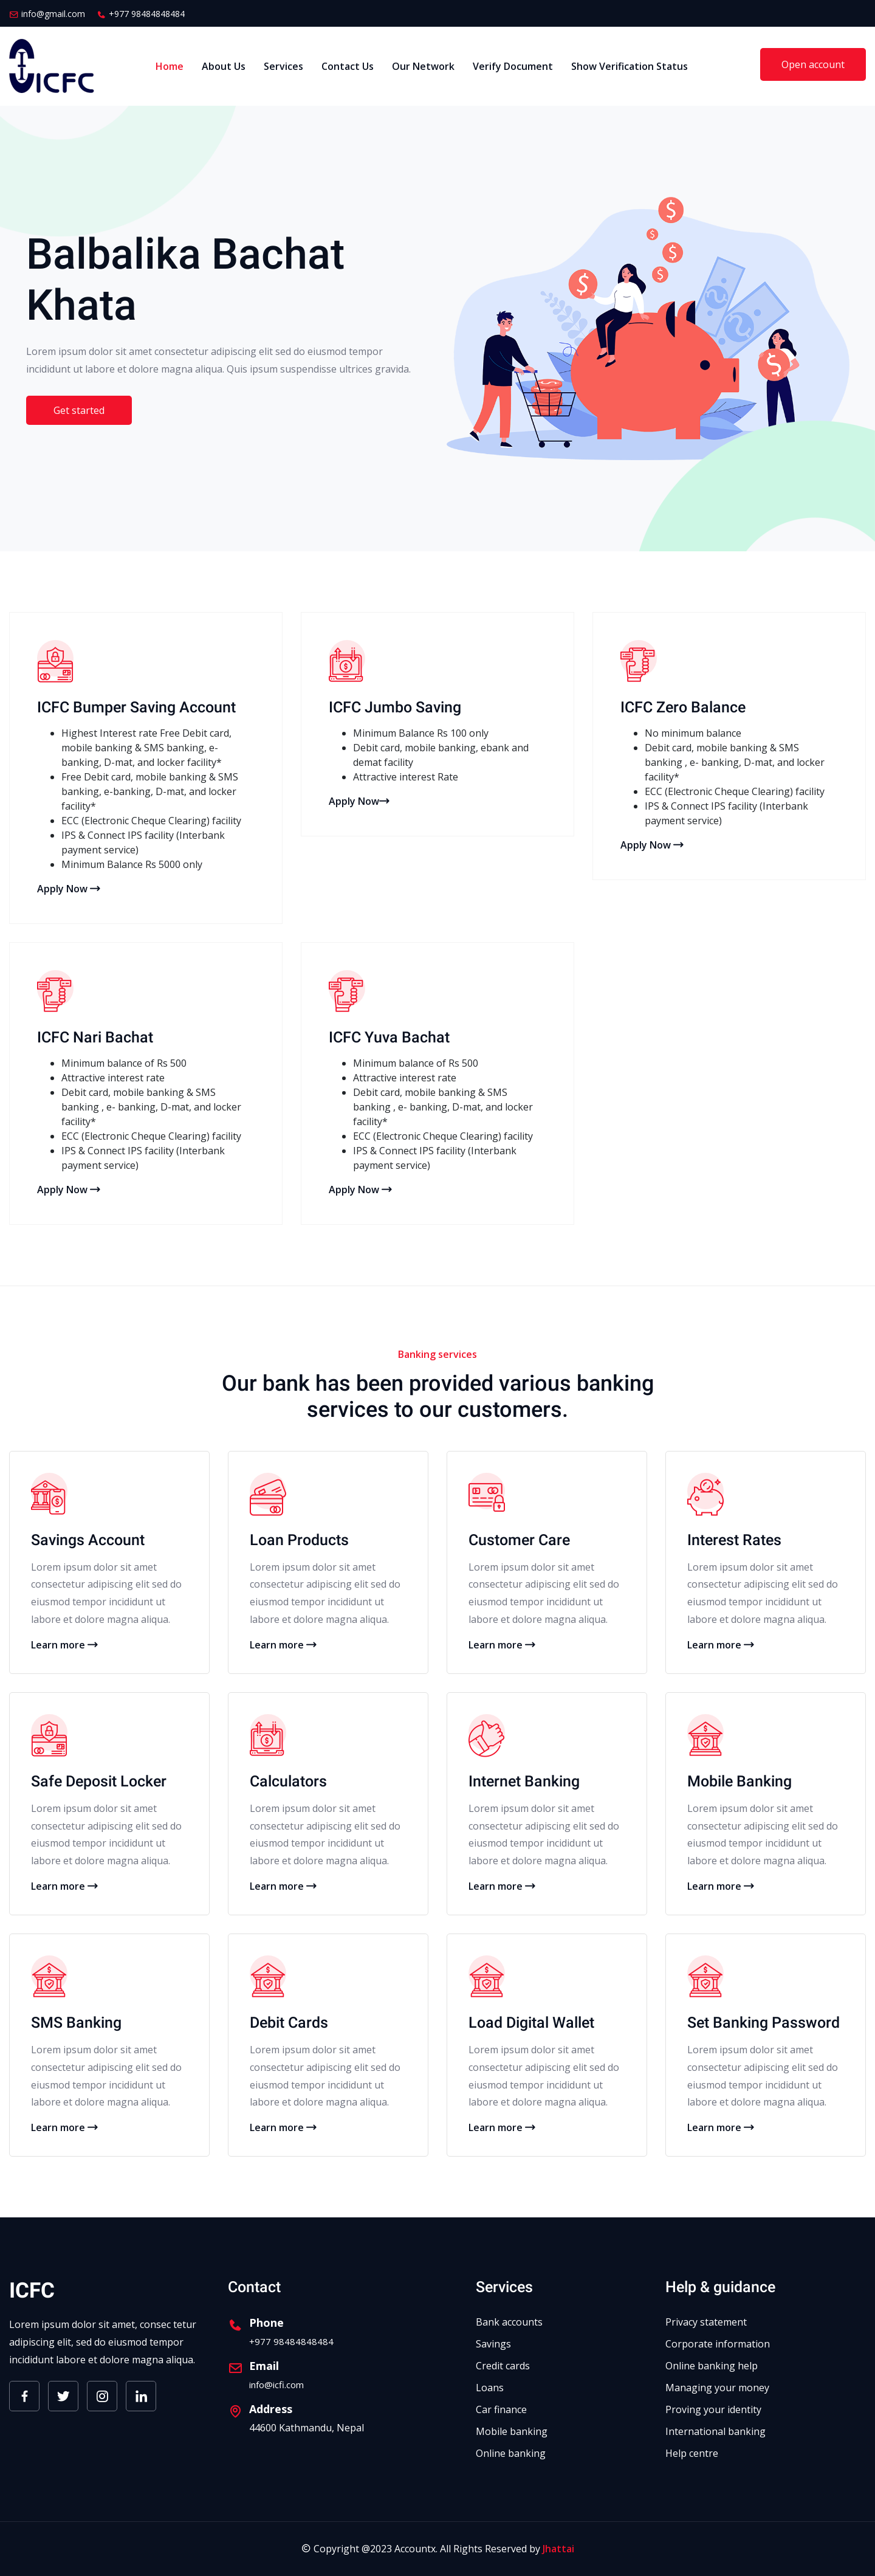 info@gmail.com +977 98484848484
ICFC
Home About Us Services Contact Us Our Network Verify Document Show Verification Status
Open account
Balbalika Bachat
Khata
Lorem ipsum dolor sit amet consectetur adipiscing elit sed do eiusmod tempor
incididunt ut labore et dolore magna aliqua. Quis ipsum suspendisse ultrices gravida.
Get started
ICFC Bumper Saving Account
Highest Interest rate Free Debit card,
mobile banking & SMS banking, e-
banking, D-mat, and locker facility*
Free Debit card, mobile banking & SMS
banking, e-banking, D-mat, and locker
facility*
ECC (Electronic Cheque Clearing) facility
IPS & Connect IPS facility (Interbank
payment service)
Minimum Balance Rs 5000 only
Apply Now
ICFC Jumbo Saving
Minimum Balance Rs 100 only
Debit card, mobile banking, ebank and
demat facility
Attractive interest Rate
Apply Now
ICFC Zero Balance
No minimum balance
Debit card, mobile banking & SMS
banking , e- banking, D-mat, and locker
facility*
ECC (Electronic Cheque Clearing) facility
IPS & Connect IPS facility (Interbank
payment service)
Apply Now
ICFC Nari Bachat
Minimum balance of Rs 500
Attractive interest rate
Debit card, mobile banking & SMS
banking , e- banking, D-mat, and locker
facility*
ECC (Electronic Cheque Clearing) facility
IPS & Connect IPS facility (Interbank
payment service)
Apply Now
ICFC Yuva Bachat
Minimum balance of Rs 500
Attractive interest rate
Debit card, mobile banking & SMS
banking , e- banking, D-mat, and locker
facility*
ECC (Electronic Cheque Clearing) facility
IPS & Connect IPS facility (Interbank
payment service)
Apply Now
Banking services
Our bank has been provided various banking
services to our customers.
Savings Account
Lorem ipsum dolor sit amet
consectetur adipiscing elit sed do
eiusmod tempor incididunt ut
labore et dolore magna aliqua.
Learn more
Loan Products
Lorem ipsum dolor sit amet
consectetur adipiscing elit sed do
eiusmod tempor incididunt ut
labore et dolore magna aliqua.
Learn more
Customer Care
Lorem ipsum dolor sit amet
consectetur adipiscing elit sed do
eiusmod tempor incididunt ut
labore et dolore magna aliqua.
Learn more
Interest Rates
Lorem ipsum dolor sit amet
consectetur adipiscing elit sed do
eiusmod tempor incididunt ut
labore et dolore magna aliqua.
Learn more
Safe Deposit Locker
Lorem ipsum dolor sit amet
consectetur adipiscing elit sed do
eiusmod tempor incididunt ut
labore et dolore magna aliqua.
Learn more
Calculators
Lorem ipsum dolor sit amet
consectetur adipiscing elit sed do
eiusmod tempor incididunt ut
labore et dolore magna aliqua.
Learn more
Internet Banking
Lorem ipsum dolor sit amet
consectetur adipiscing elit sed do
eiusmod tempor incididunt ut
labore et dolore magna aliqua.
Learn more
Mobile Banking
Lorem ipsum dolor sit amet
consectetur adipiscing elit sed do
eiusmod tempor incididunt ut
labore et dolore magna aliqua.
Learn more
SMS Banking
Lorem ipsum dolor sit amet
consectetur adipiscing elit sed do
eiusmod tempor incididunt ut
labore et dolore magna aliqua.
Learn more
Debit Cards
Lorem ipsum dolor sit amet
consectetur adipiscing elit sed do
eiusmod tempor incididunt ut
labore et dolore magna aliqua.
Learn more
Load Digital Wallet
Lorem ipsum dolor sit amet
consectetur adipiscing elit sed do
eiusmod tempor incididunt ut
labore et dolore magna aliqua.
Learn more
Set Banking Password
Lorem ipsum dolor sit amet
consectetur adipiscing elit sed do
eiusmod tempor incididunt ut
labore et dolore magna aliqua.
Learn more
ICFC
Lorem ipsum dolor sit amet, consec tetur
adipiscing elit, sed do eiusmod tempor
incididunt labore et dolore magna aliqua.
Contact
Phone
+977 98484848484
Email
info@icfi.com
Address
44600 Kathmandu, Nepal
Services
Bank accounts
Savings
Credit cards
Loans
Car finance
Mobile banking
Online banking
Help & guidance
Privacy statement
Corporate information
Online banking help
Managing your money
Proving your identity
International banking
Help centre
© Copyright @2023 Accountx. All Rights Reserved by Jhattai